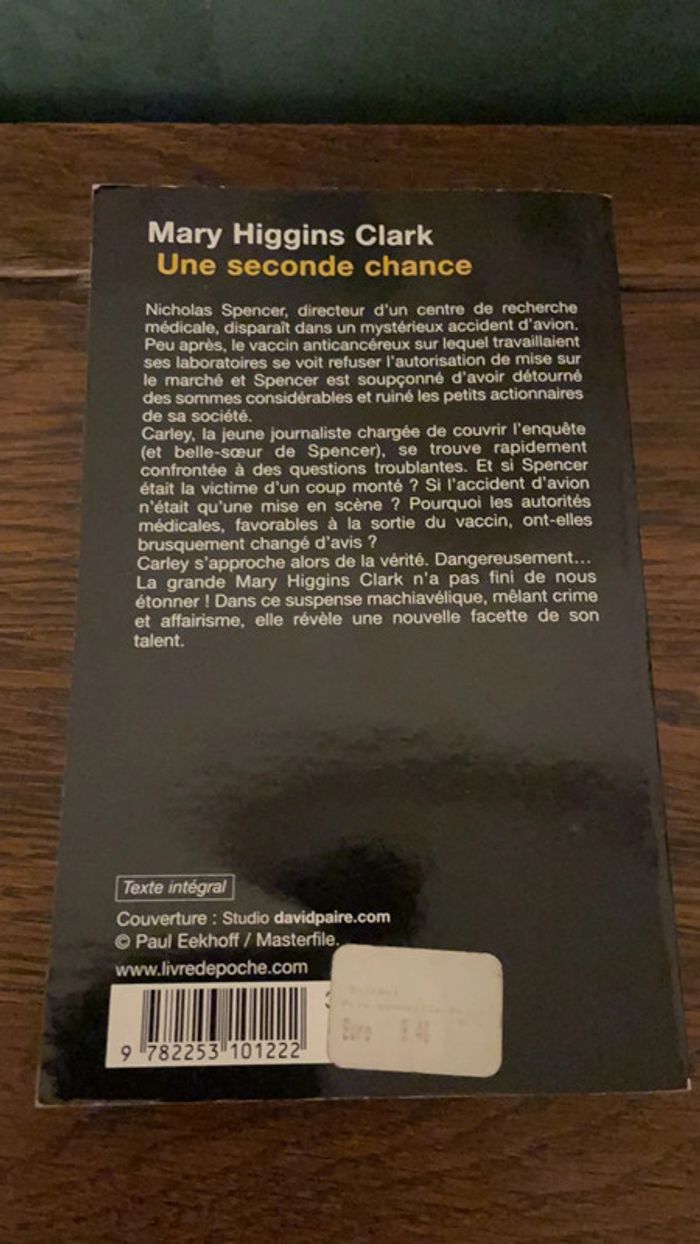 Mary Higgins Clark
Une seconde chance
Nicholas Spencer, directeur d'un centre de recherche
médicale, disparaît dans un mystérieux accident d'avion.
Peu après, le vaccin anticancéreux sur lequel travaillaient
ses laboratoires se voit refuser l'autorisation de mise sur
le marché et Spencer est soupçonné d'avoir détourné
des sommes considérables et ruiné les petits actionnaires
de sa société.
Carley, la jeune journaliste chargée de couvrir l'enquête
(et belle-sœur de Spencer), se trouve rapidement
confrontée à des questions troublantes. Et si Spencer
était la victime d'un coup monté ? Si l'accident d'avion
n'était qu'une mise en scène ? Pourquoi les autorités
médicales, favorables à la sortie du vaccin, ont-elles
brusquement changé d'avis ?
Carley s'approche alors de la vérité. Dangereusement...
La grande Mary Higgins Clark n'a pas fini de nous
étonner ! Dans ce suspense machiavélique, mêlant crime
et affairisme, elle révèle une nouvelle facette de son
talent.
Texte intégral
Couverture : Studio davidpaire.com
© Paul Eekhoff / Masterfile.
www.livredepoche.com
9 782253 101222
Euro